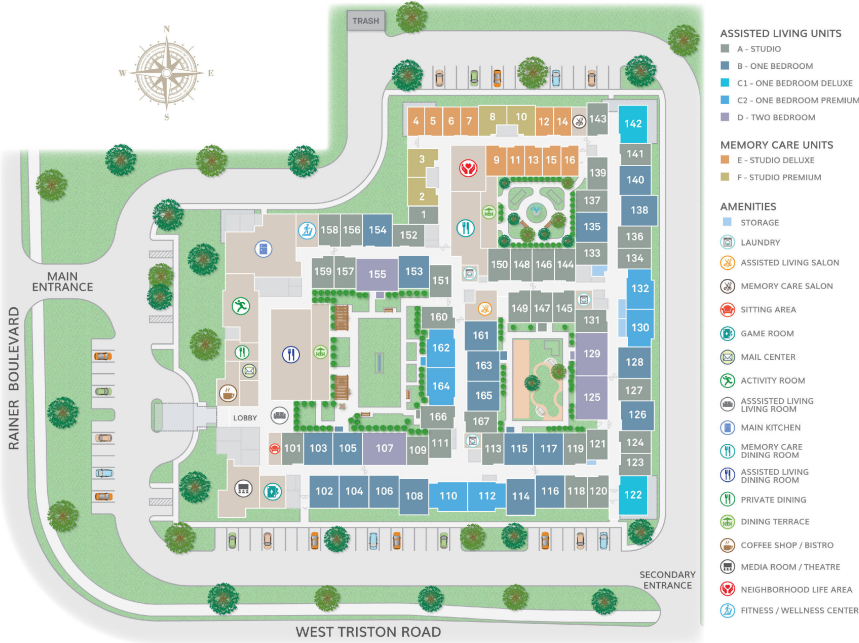 TRASH
N
W
E
S
ASSISTED LIVING UNITS
A - STUDIO
B - ONE BEDROOM
C1 - ONE BEDROOM DELUXE
C2 - ONE BEDROOM PREMIUM
D - TWO BEDROOM
MEMORY CARE UNITS
E - STUDIO DELUXE
F - STUDIO PREMIUM
AMENITIES
STORAGE
LAUNDRY
ASSISTED LIVING SALON
MEMORY CARE SALON
SITTING AREA
GAME ROOM
MAIL CENTER
ACTIVITY ROOM
ASSSISTED LIVING
LIVING ROOM
MAIN KITCHEN
MEMORY CARE
DINING ROOM
ASSISTED LIVING
DINING ROOM
PRIVATE DINING
DINING TERRACE
COFFEE SHOP / BISTRO
MEDIA ROOM / THEATRE
NEIGHBORHOOD LIFE AREA
FITNESS / WELLNESS CENTER
4 5 6 7 8 10 12 14 143 142
3 9 11 13 15 16 141
139 140
2 137 138
1 135
158 156 154 152 136
133 134
159 157 155 153 151 150 148 146 144
132
160 149 147 145
131 130
161
162 129
163 128
164 165 125 127
166 167 126
101 103 105 107 109 111 113 115 117 119 121 124
123
102 104 106 108 110 112 114 116 118 120 122
MAIN
ENTRANCE
LOBBY
RAINER BOULEVARD
SECONDARY
ENTRANCE
WEST TRISTON ROAD